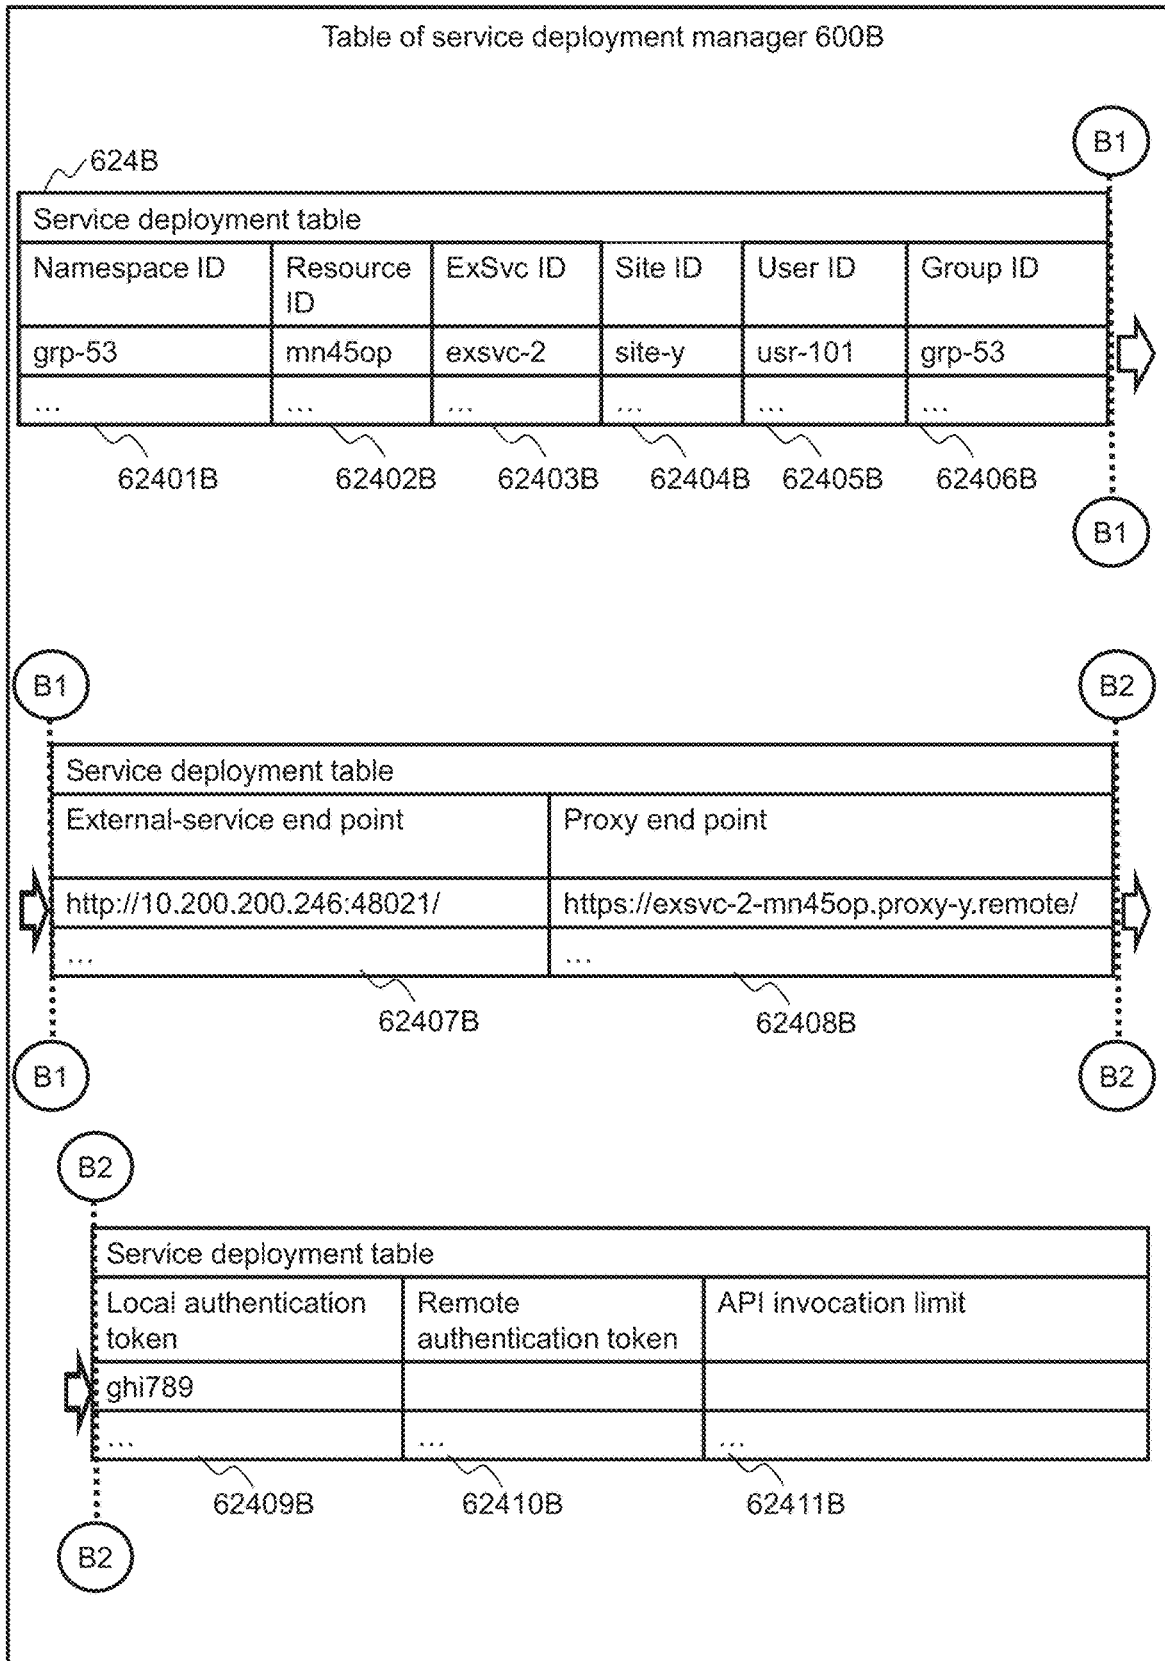 Table of service deployment manager 600B
B1
624B
Service deployment table
Namespace ID Resource ID ExSvc ID Site ID User ID Group ID
grp-53 mn45op exsvc-2 site-y usr-101 grp-53
... ... ... ... ... ...
62401B 62402B 62403B 62404B 62405B 62406B
B1
B1 B2
Service deployment table
External-service end point Proxy end point
http://10.200.200.246:48021/ https://exsvc-2-mn45op.proxy-y.remote/
... ...
62407B 62408B
B1 B2
B2
Service deployment table
Local authentication token Remote authentication token API invocation limit
ghi789
... ... ...
62409B 62410B 62411B
B2